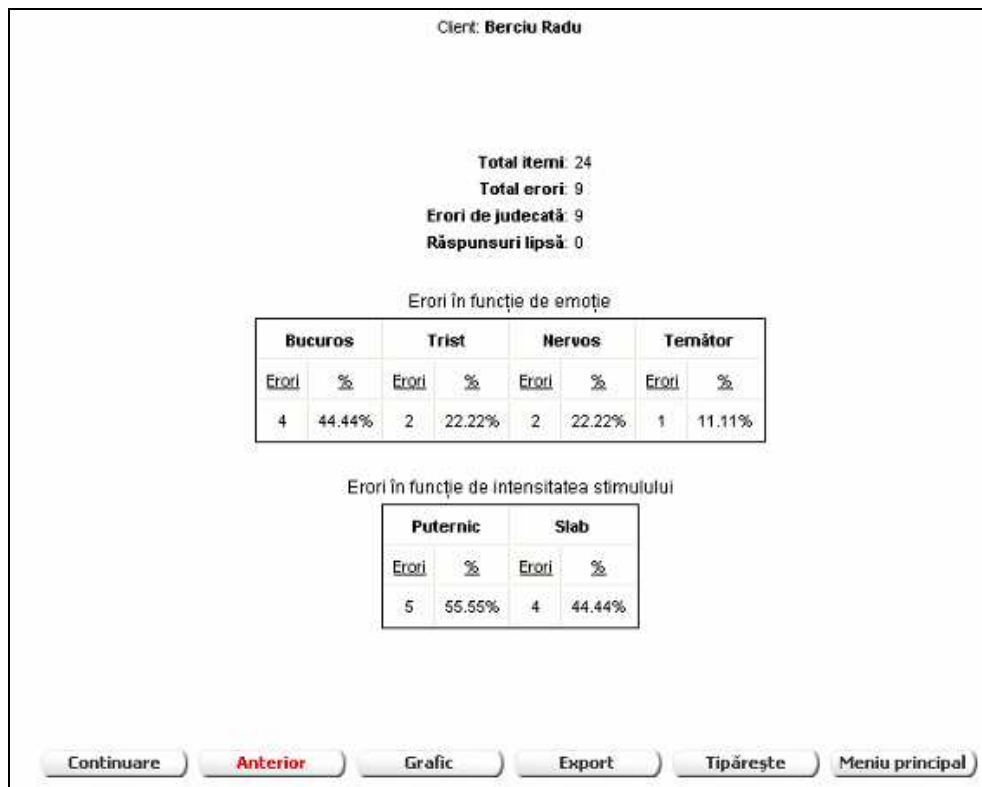 Client: Berciu Radu
Total itemi: 24
Total erori: 9
Erori de judecată: 9
Răspunsuri lipsă: 0
Erori în funcție de emoție
Bucuros Trist Nervos Temător
Erori % Erori % Erori % Erori %
4 44.44% 2 22.22% 2 22.22% 1 11.11%
Erori în funcție de intensitatea stimulului
Puternic Slab
Erori % Erori %
5 55.55% 4 44.44%
Continuare Anterior Grafic Export Tipărește Meniu principal